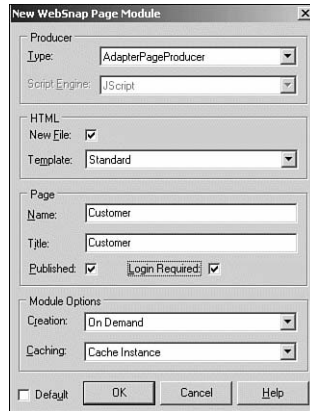 New WebSnap Page Module
Producer
Type: AdapterPageProducer
Script Engine: JScript
HTML
New File:
Template: Standard
Page
Name: Customer
Title: Customer
Published: Login Required:
Module Options
Creation: On Demand
Caching: Cache Instance
Default OK Cancel Help